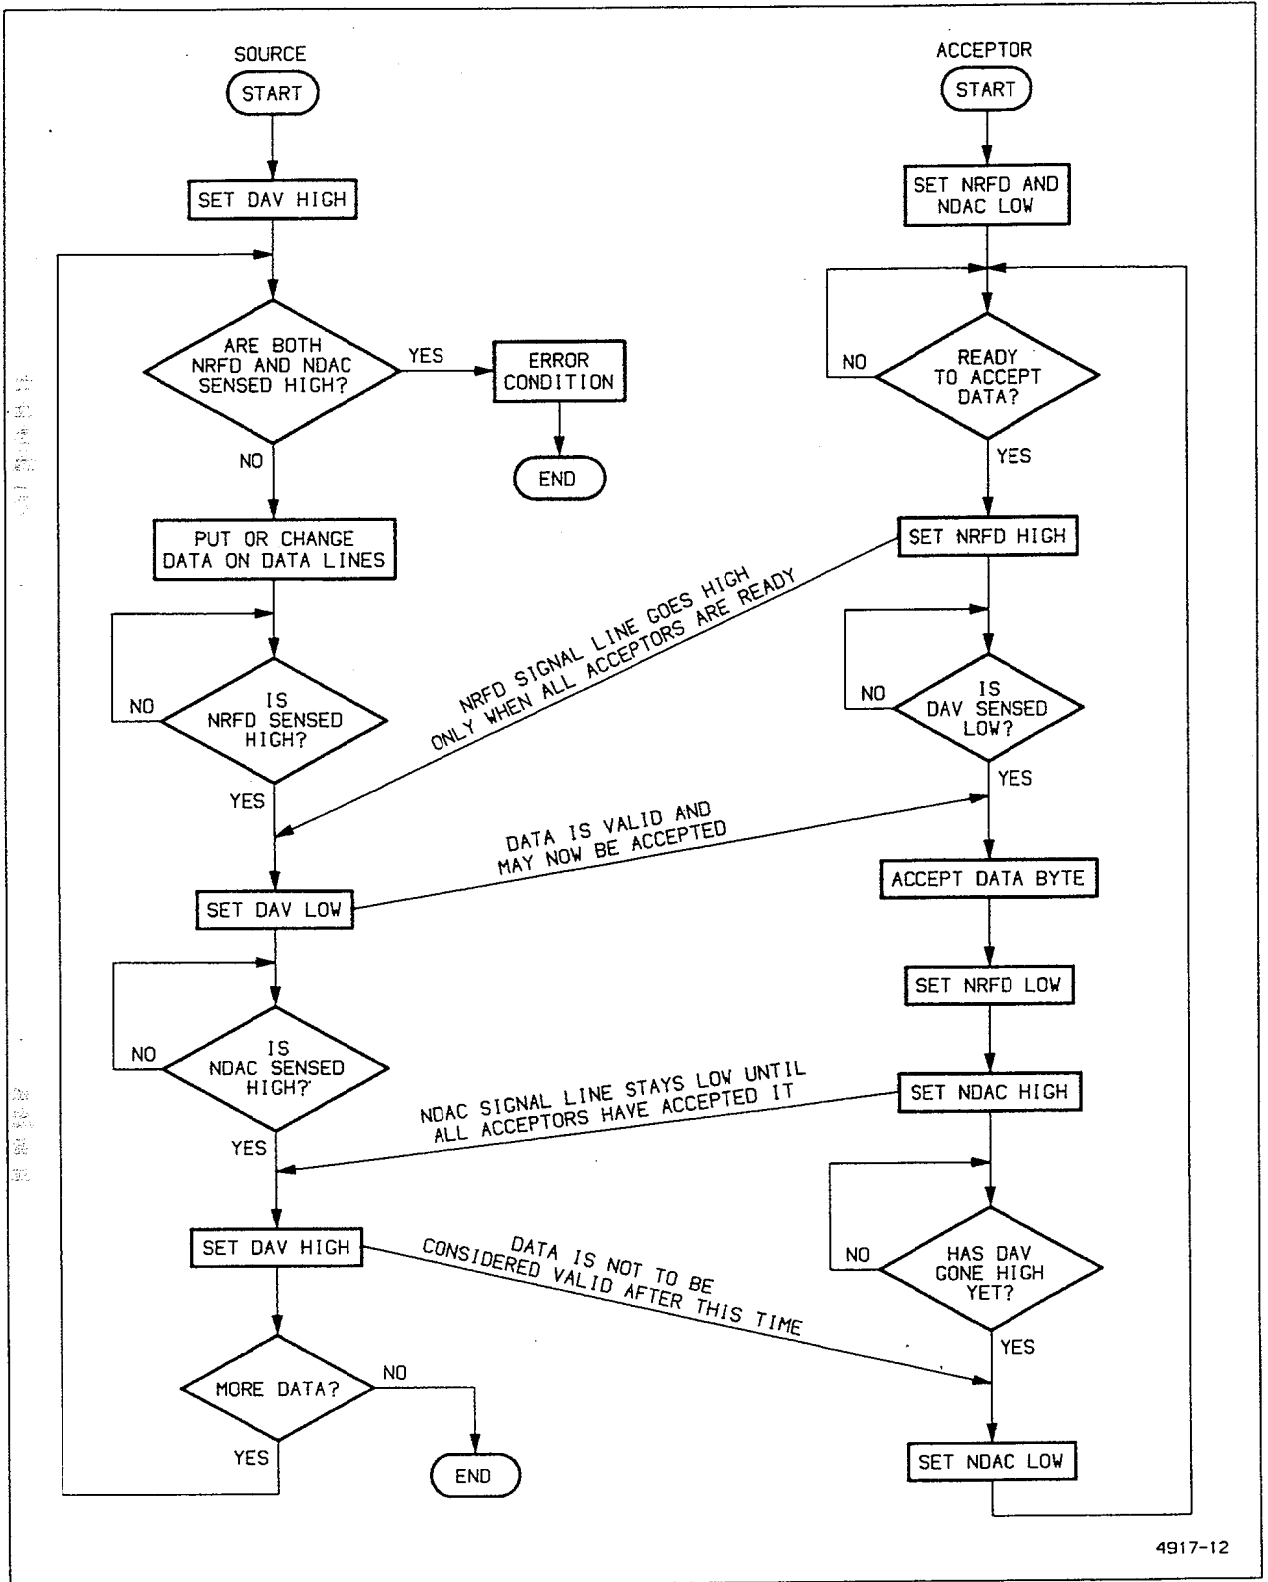 SOURCE
START
SET DAV HIGH
ARE BOTH
NRFD AND NDAC
SENSED HIGH?
YES
ERROR
CONDITION
END
NO
PUT OR CHANGE
DATA ON DATA LINES
IS
NRFD SENSED
HIGH?
NO
YES
SET DAV LOW
IS
NDAC SENSED
HIGH?
NO
YES
SET DAV HIGH
MORE DATA?
NO
YES
END
NRFD SIGNAL LINE GOES HIGH
ONLY WHEN ALL ACCEPTORS ARE READY
DATA IS VALID AND
MAY NOW BE ACCEPTED
NDAC SIGNAL LINE STAYS LOW UNTIL
ALL ACCEPTORS HAVE ACCEPTED IT
DATA IS NOT TO BE
CONSIDERED VALID AFTER THIS TIME
ACCEPTOR
START
SET NRFD AND
NDAC LOW
READY
TO ACCEPT
DATA?
NO
YES
SET NRFD HIGH
IS
DAV SENSED
LOW?
NO
YES
ACCEPT DATA BYTE
SET NRFD LOW
SET NDAC HIGH
HAS DAV
GONE HIGH
YET?
NO
YES
SET NDAC LOW
4917-12